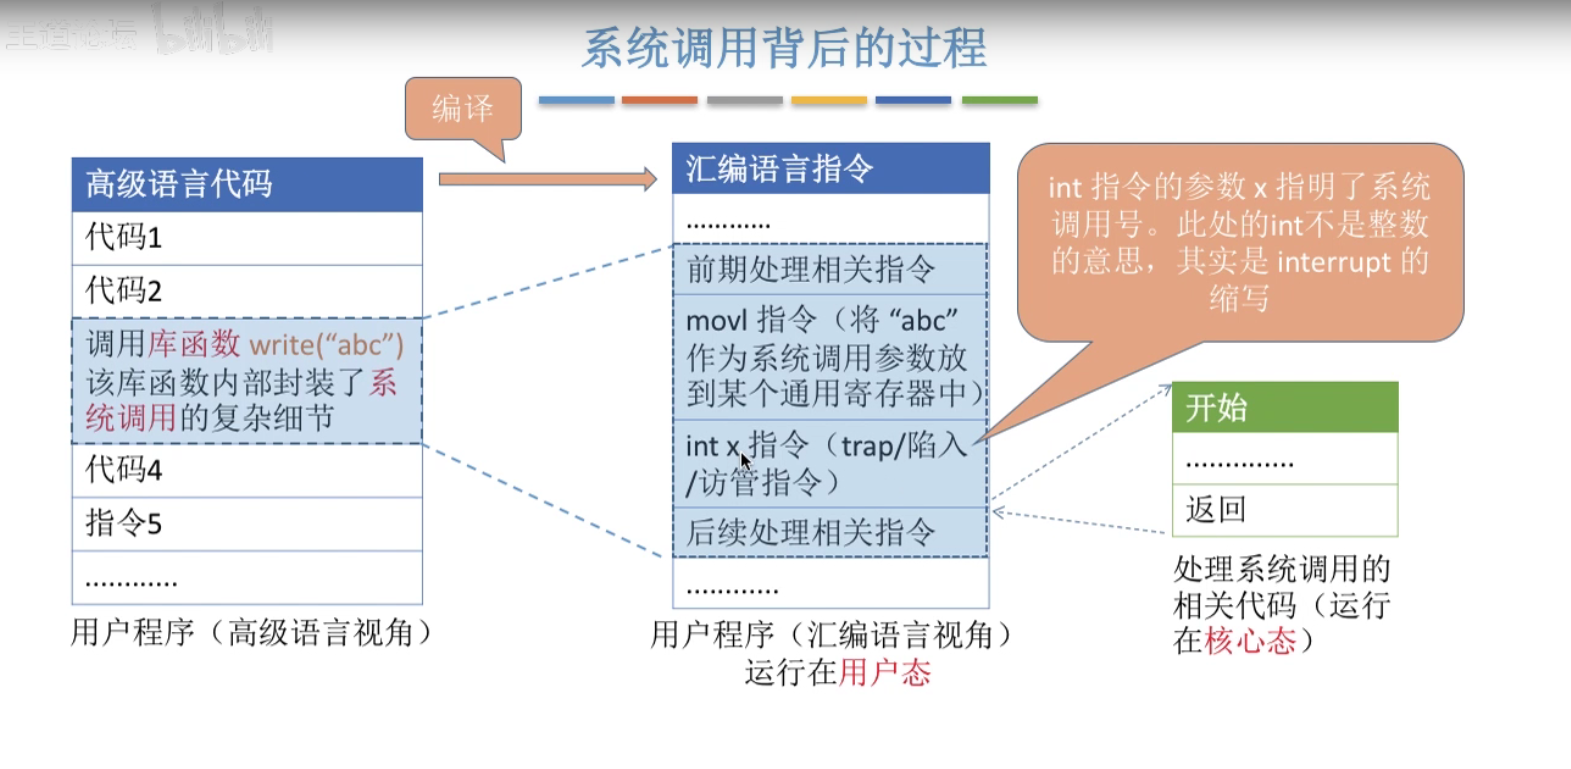 王道论坛 bilibili
系统调用背后的过程
编译
高级语言代码
代码1
代码2
调用库函数 write(“abc”)
该库函数内部封装了系
统调用的复杂细节
代码4
指令5
............
用户程序（高级语言视角）
汇编语言指令
............
前期处理相关指令
movl 指令（将 “abc”
作为系统调用参数放
到某个通用寄存器中）
int x 指令（trap/陷入
/访管指令）
后续处理相关指令
.............
用户程序（汇编语言视角）
运行在用户态
int 指令的参数 x 指明了系统
调用号。此处的int不是整数
的意思，其实是 interrupt 的
缩写
开始
..............
返回
处理系统调用的
相关代码（运行
在核心态）